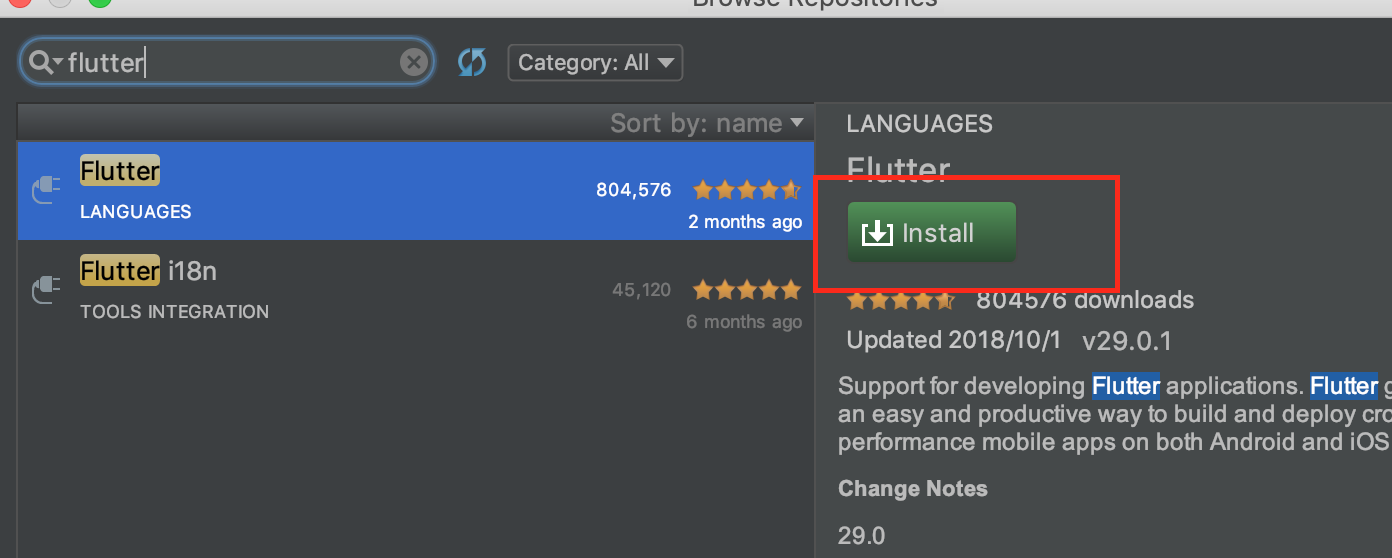 Browse Repositories
flutter
Category: All
Sort by: name
Flutter
804,576
LANGUAGES
2 months ago
Flutter i18n
45,120
TOOLS INTEGRATION
6 months ago
LANGUAGES
Flutter
Install
804576 downloads
Updated 2018/10/1 v29.0.1
Support for developing Flutter applications. Flutter
an easy and productive way to build and deploy
performance mobile apps on both Android and iOS
Change Notes
29.0